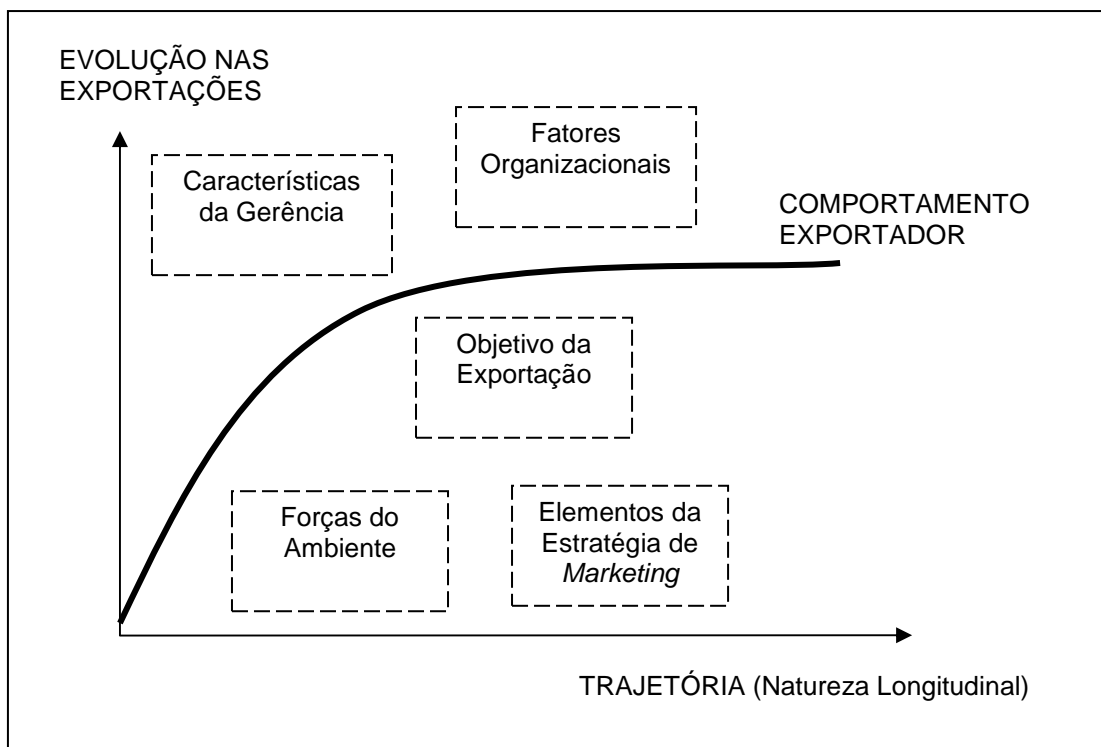 EVOLUÇÃO NAS
EXPORTAÇÕES
Fatores
Organizacionais
Características
da Gerência
COMPORTAMENTO
EXPORTADOR
Objetivo da
Exportação
Forças do
Ambiente
Elementos da
Estratégia de
Marketing
TRAJETÓRIA (Natureza Longitudinal)